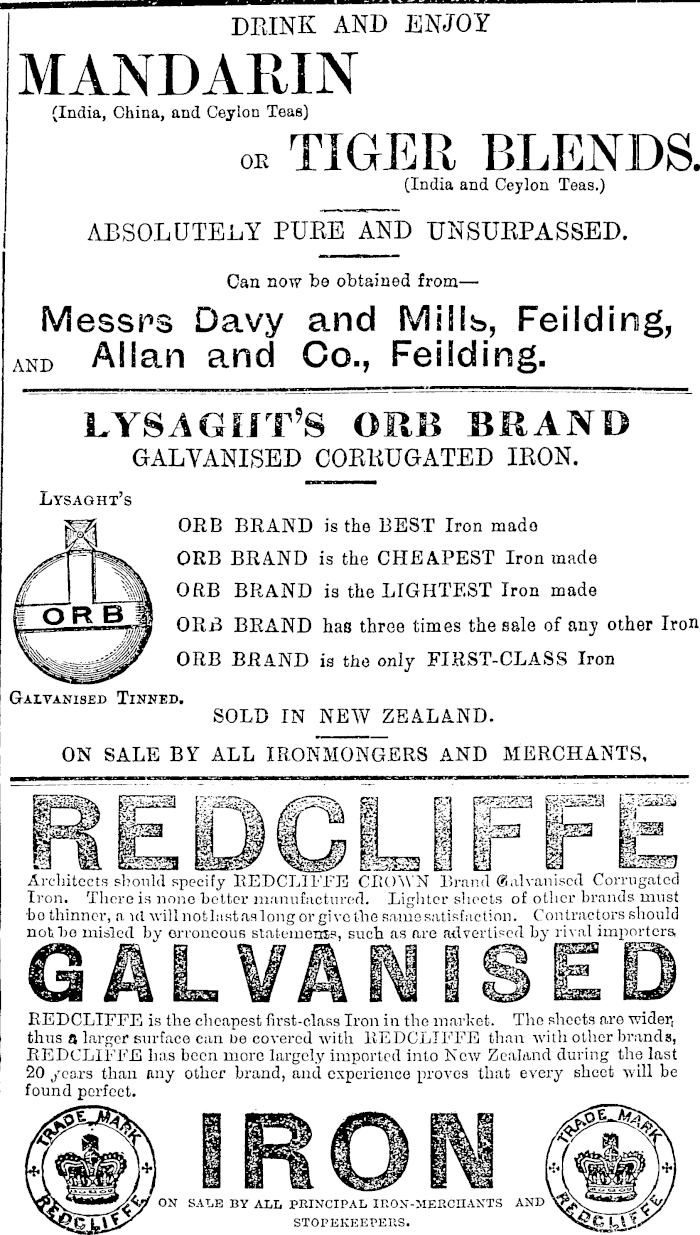 DRINK AND ENJOY
MANDARIN
(India, China, and Ceylon Teas)
OR TIGER BLENDS.
(India and Ceylon Teas.)
ABSOLUTELY PURE AND UNSURPASSED.
Can now be obtained from—
Messrs Davy and Mills, Feilding,
AND Allan and Co., Feilding.
LYSAGHT'S ORB BRAND
GALVANISED CORRUGATED IRON.
LYSAGHT'S
ORB
GALVANISED TINNED.
ORB BRAND is the BEST Iron made
ORB BRAND is the CHEAPEST Iron made
ORB BRAND is the LIGHTEST Iron made
ORB BRAND has three times the sale of any other Iron
ORB BRAND is the only FIRST-CLASS Iron
SOLD IN NEW ZEALAND.
ON SALE BY ALL IRONMONGERS AND MERCHANTS,
REDCLIFFE
Architects should specify REDCLIFFE CROWN Brand Galvanised Corrugated
Iron. There is none better manufactured. Lighter sheets of other brands must
be thinner, and will not last as long or give the same satisfaction. Contractors should
not be misled by erroneous statements, such as are advertised by rival importers
GALVANISED
REDCLIFFE is the cheapest first-class Iron in the market. The sheets are wider,
thus a larger surface can be covered with REDCLIFFE than with other brands,
REDCLIFFE has been more largely imported into New Zealand during the last
20 years than any other brand, and experience proves that every sheet will be
found perfect.
TRADE MARK
REDCLIFFE
IRON
TRADE MARK
REDCLIFFE
ON SALE BY ALL PRINCIPAL IRON-MERCHANTS AND
STOPEKEEPERS.